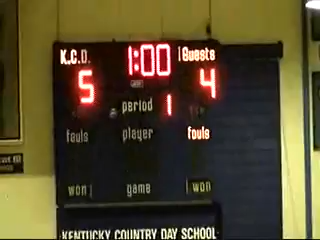 K.C.D. 1:00 Guests
5 4
period 1
fouls player fouls
won game won
KENTUCKY COUNTRY DAY SCHOOL